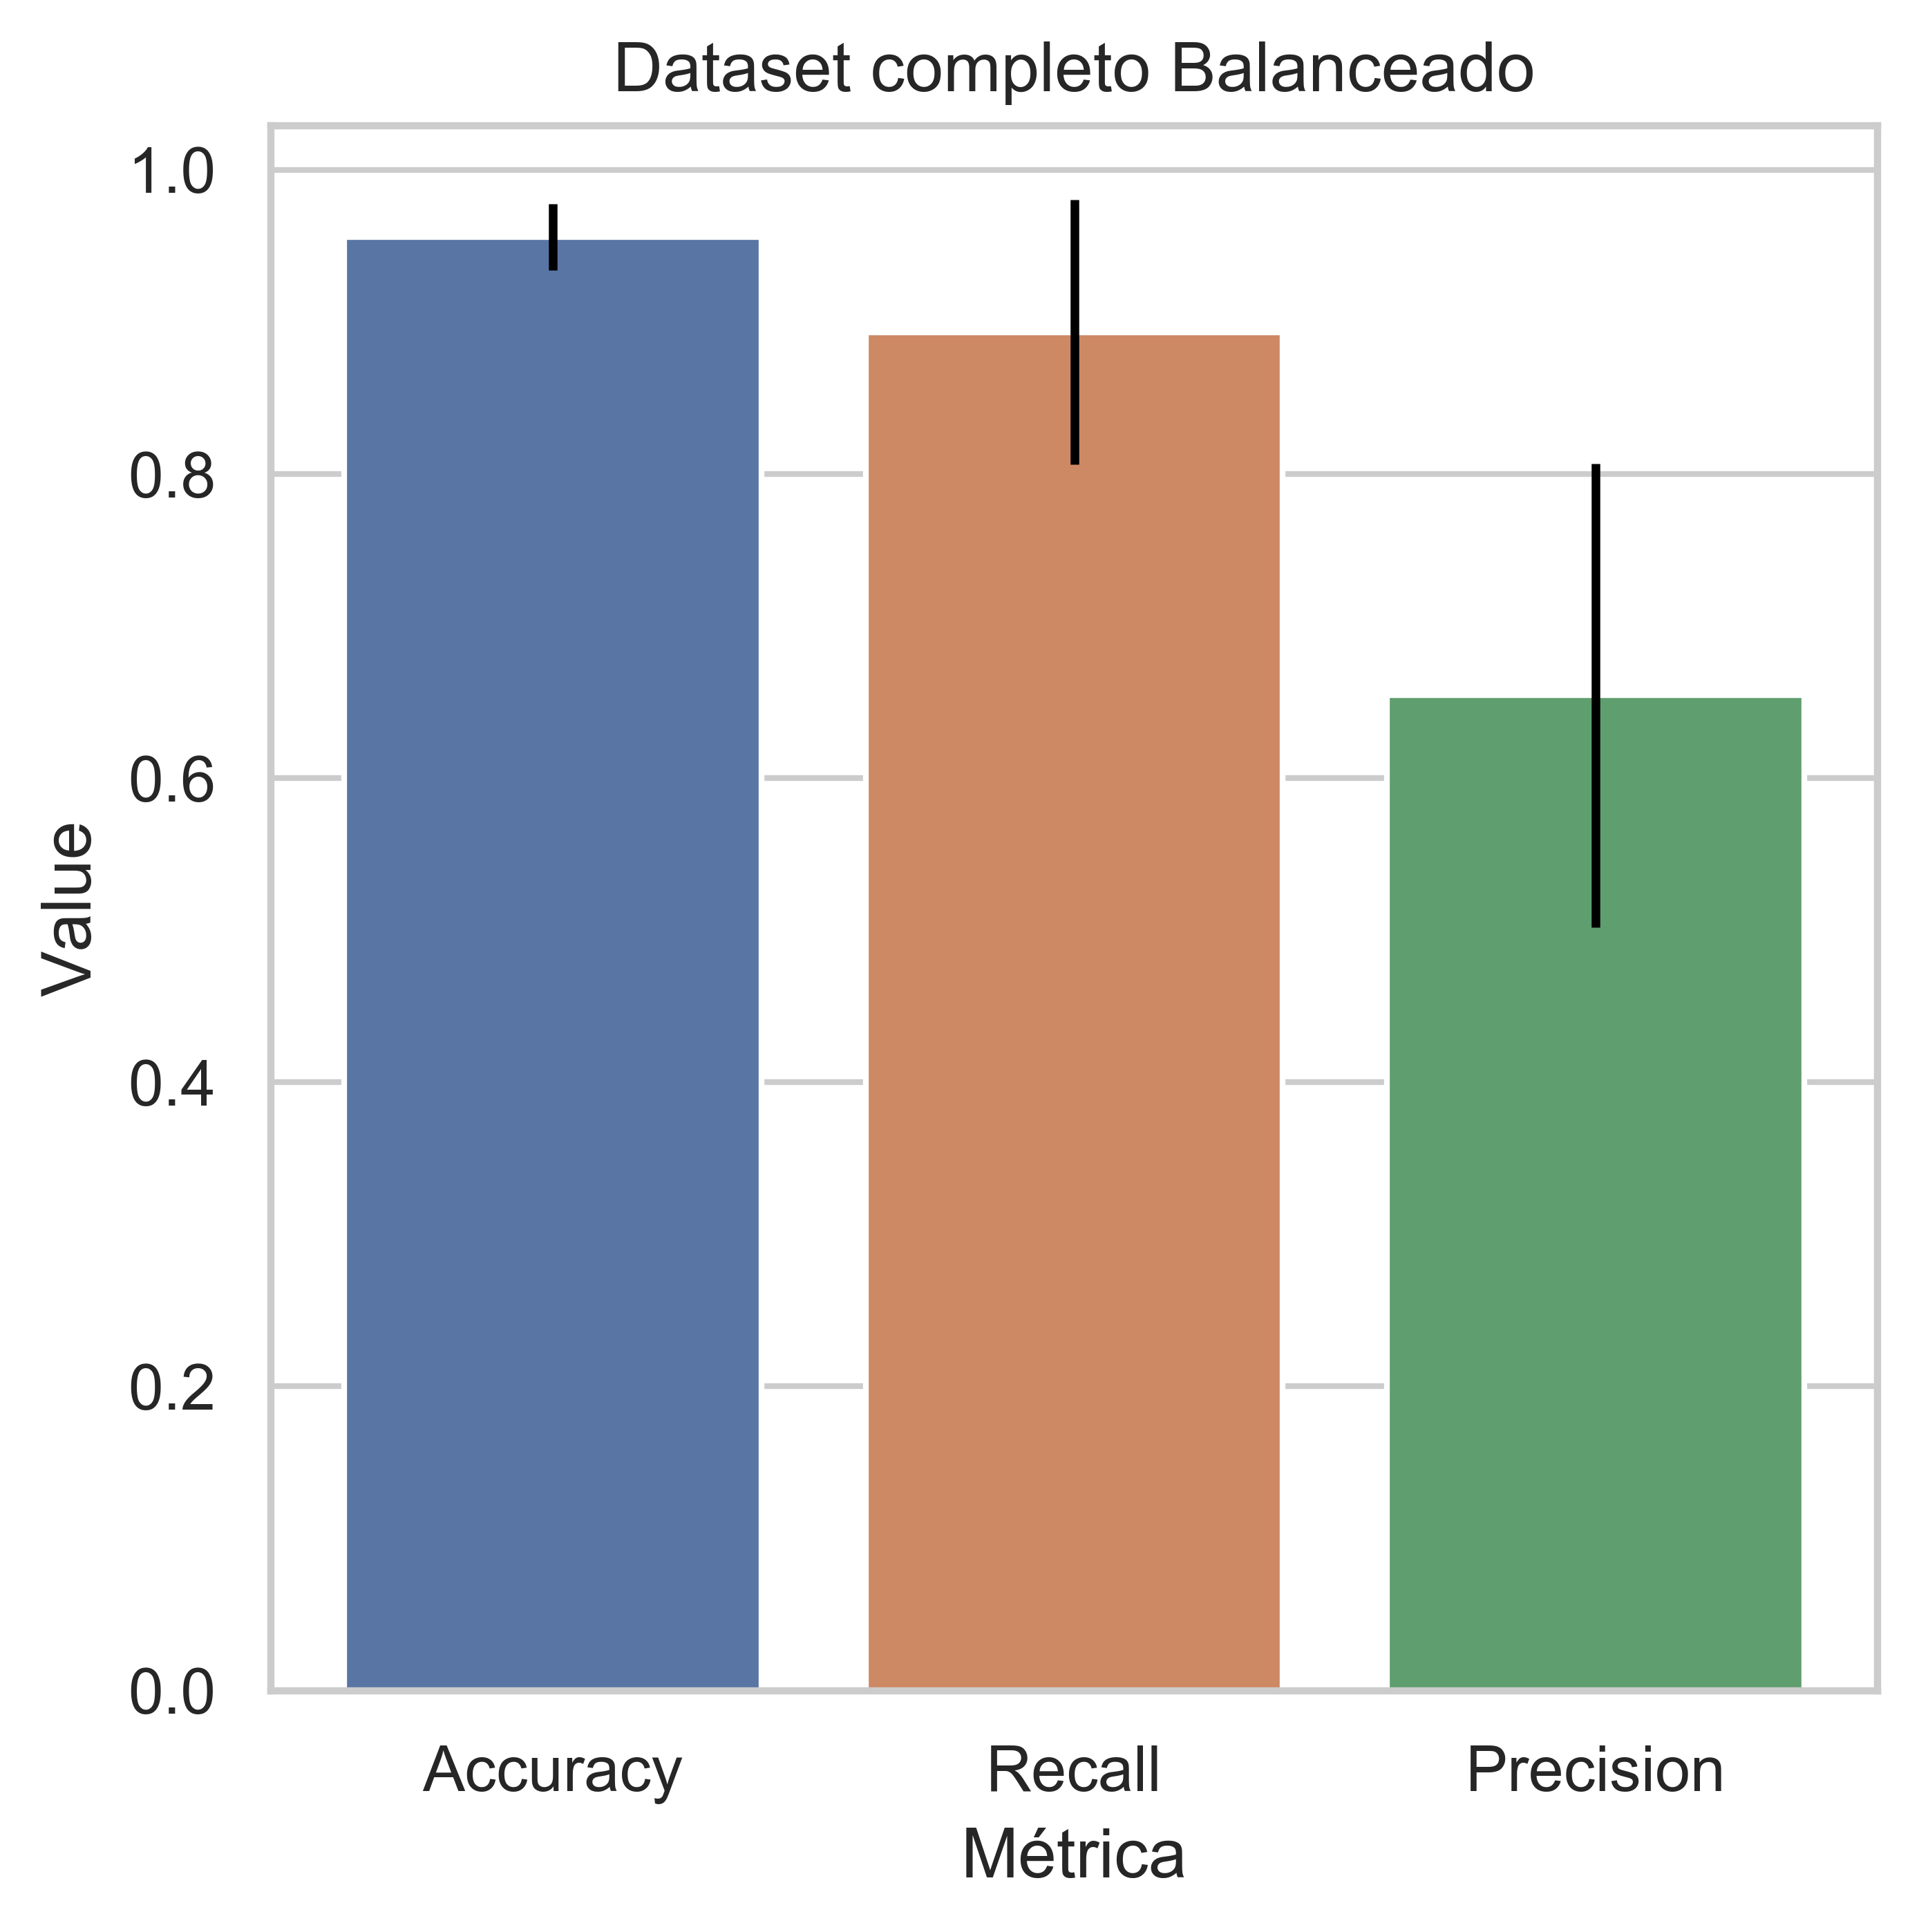 Dataset completo Balanceado
1.0
0.8
0.6
0.4
0.2
0.0
Value
Accuracy Recall Precision
Métrica